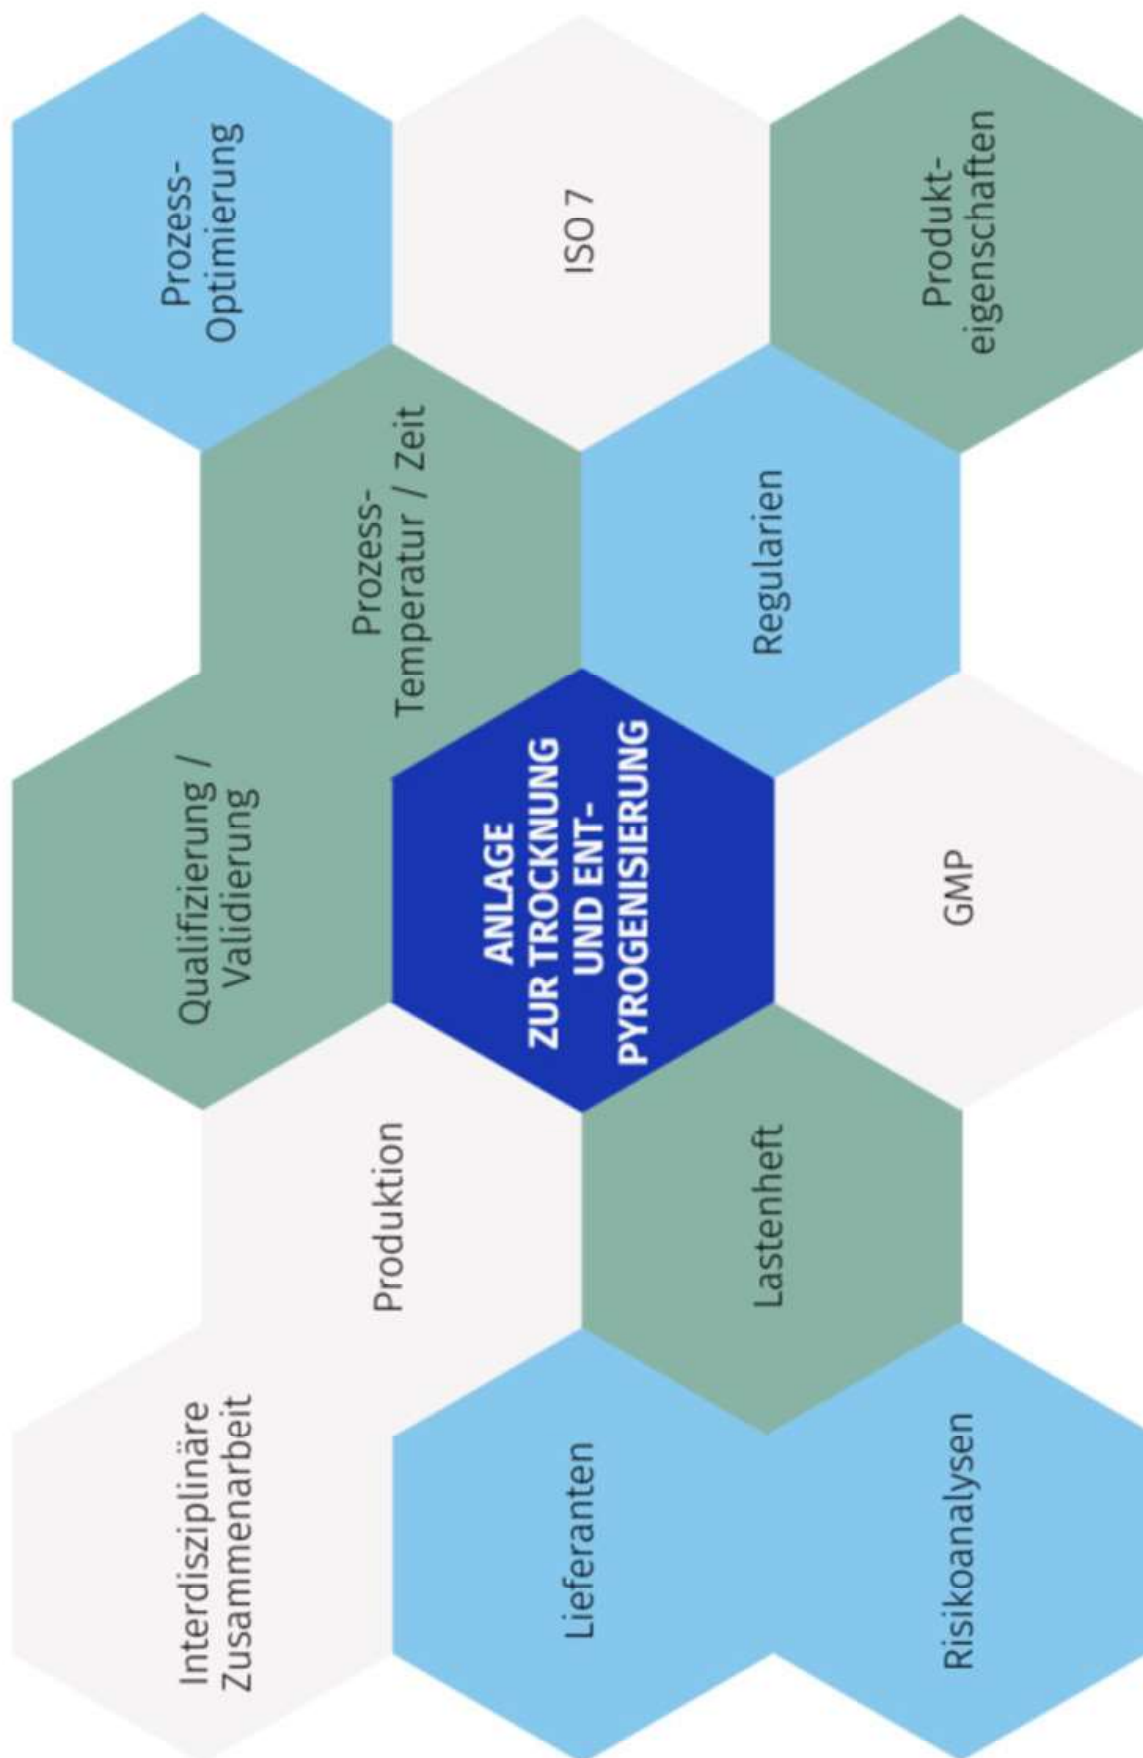 Interdisziplinäre
Zusammenarbeit
Qualifizierung /
Validierung
Prozess-
Optimierung
Produktion
Prozess-
Temperatur / Zeit
Lieferanten
ANLAGE
ZUR TROCKNUNG
UND ENT-
PYROGENISIERUNG
ISO 7
Lastenheft
Regularien
Risikoanalysen
GMP
Produkt-
eigenschaften